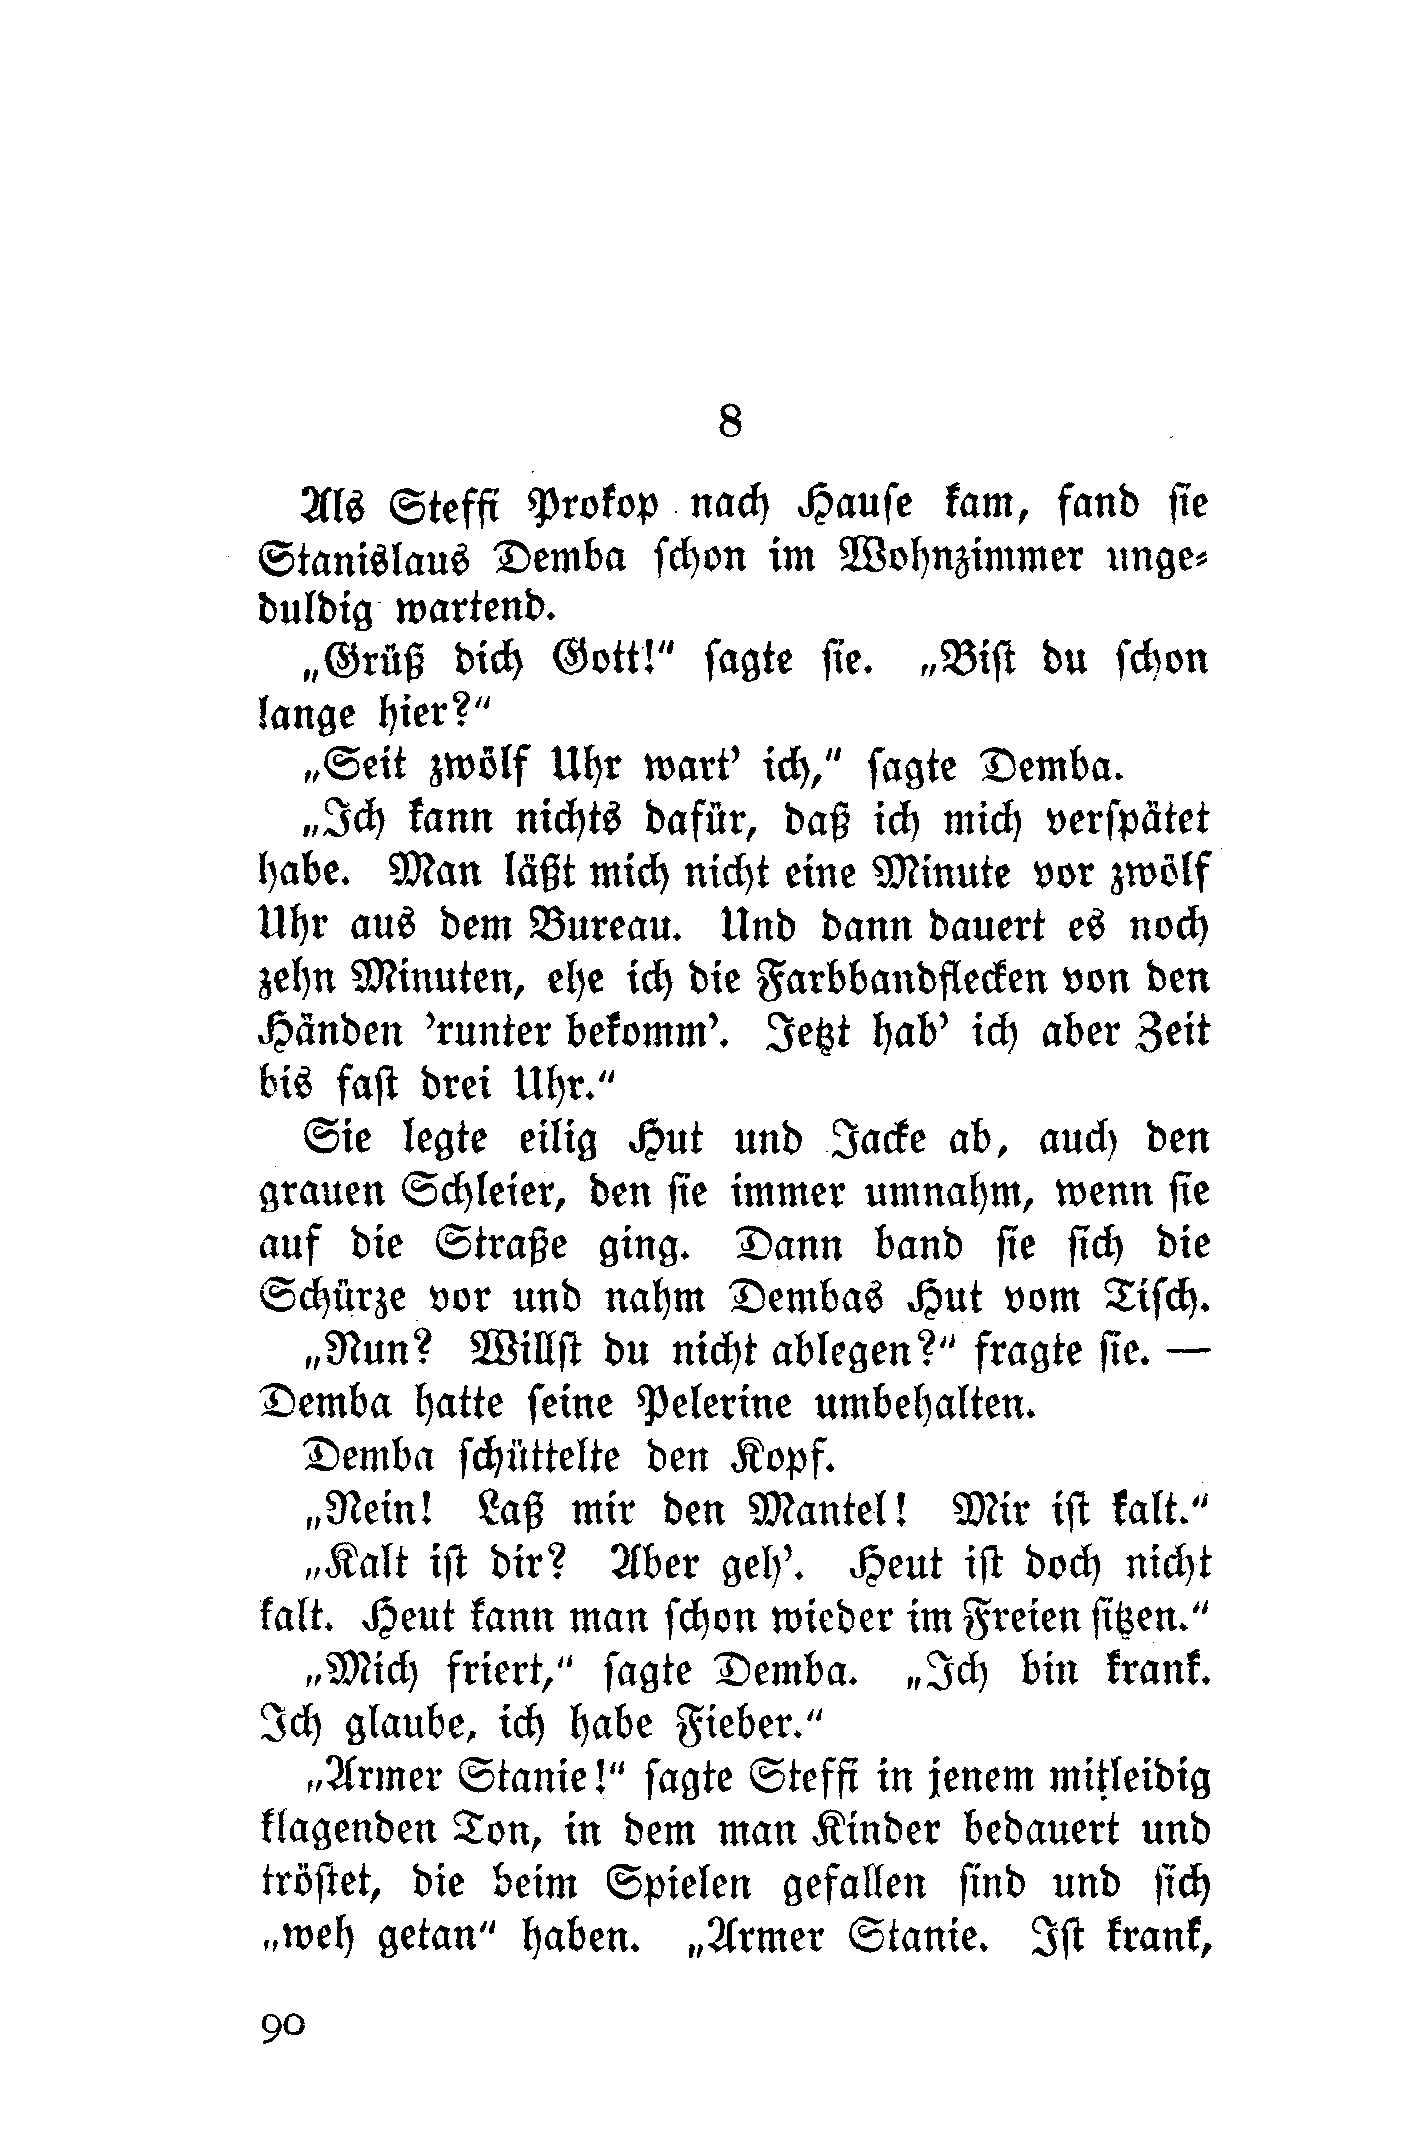 8
Als Steffi Prokop nach Hause kam, fand sie
Stanislaus Demba schon im Wohnzimmer unge-
duldig wartend.
„Grüß dich Gott!“ sagte sie. „Bist du schon
lange hier?“
„Seit zwölf Uhr wart’ ich,“ sagte Demba.
„Ich kann nichts dafür, daß ich mich verspätet
habe. Man läßt mich nicht eine Minute vor zwölf
Uhr aus dem Bureau. Und dann dauert es noch
zehn Minuten, ehe ich die Farbbandflecken von den
Händen ’runter bekomm’. Jetzt hab’ ich aber Zeit
bis fast drei Uhr.“
Sie legte eilig Hut und Jacke ab, auch den
grauen Schleier, den sie immer umnahm, wenn sie
auf die Straße ging. Dann band sie sich die
Schürze vor und nahm Dembas Hut vom Tisch.
„Nun? Willst du nicht ablegen?“ fragte sie. —
Demba hatte seine Pelerine umbehalten.
Demba schüttelte den Kopf.
„Nein! Laß mir den Mantel! Mir ist kalt.“
„Kalt ist dir? Aber geh’. Heut ist doch nicht
kalt. Heut kann man schon wieder im Freien sitzen.“
„Mich friert,“ sagte Demba. „Ich bin krank.
Ich glaube, ich habe Fieber.“
„Armer Stanie!“ sagte Steffi in jenem mitleidig
klagenden Ton, in dem man Kinder bedauert und
tröstet, die beim Spielen gefallen sind und sich
„weh getan“ haben. „Armer Stanie. Ist krank,
90